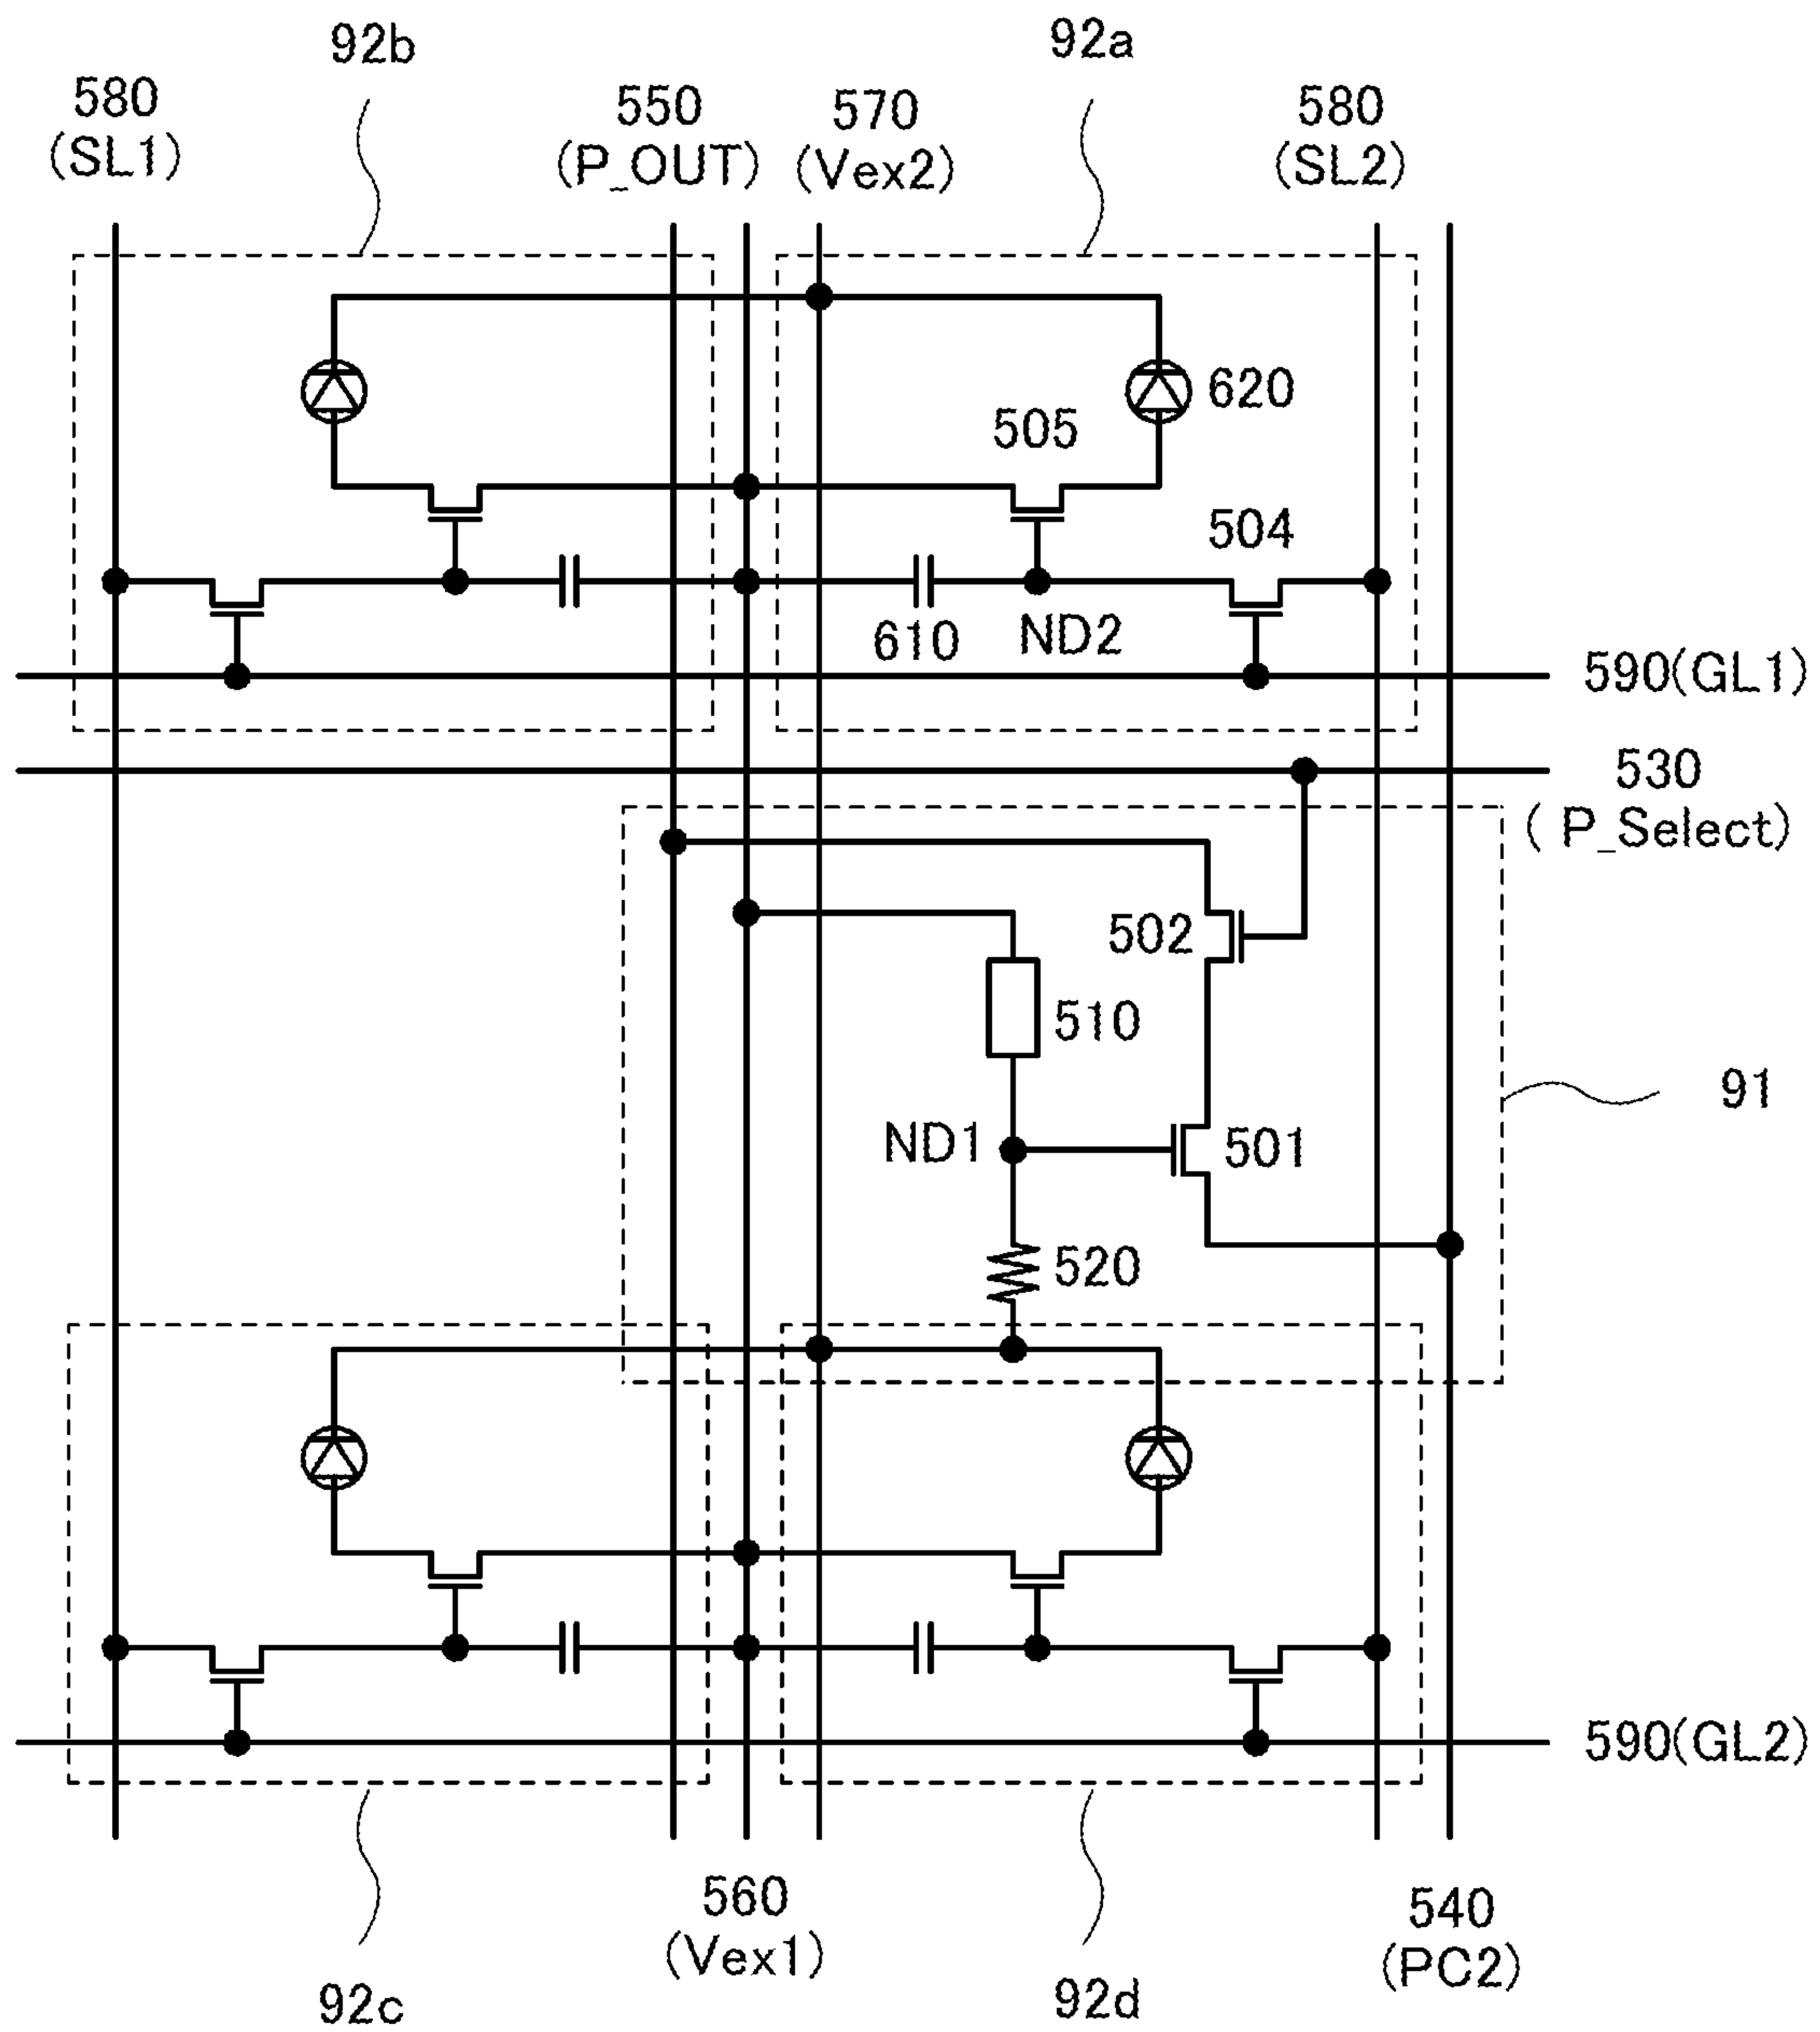 92b
92a
580
(SL1)
550
(P_OUT)
570
(Vex2)
580
(SL2)
620
505
504
610
ND2
590(GL1)
530
(P_Select)
502
510
91
ND1
501
520
590(GL2)
560
(Vex1)
540
(PC2)
92c
92d